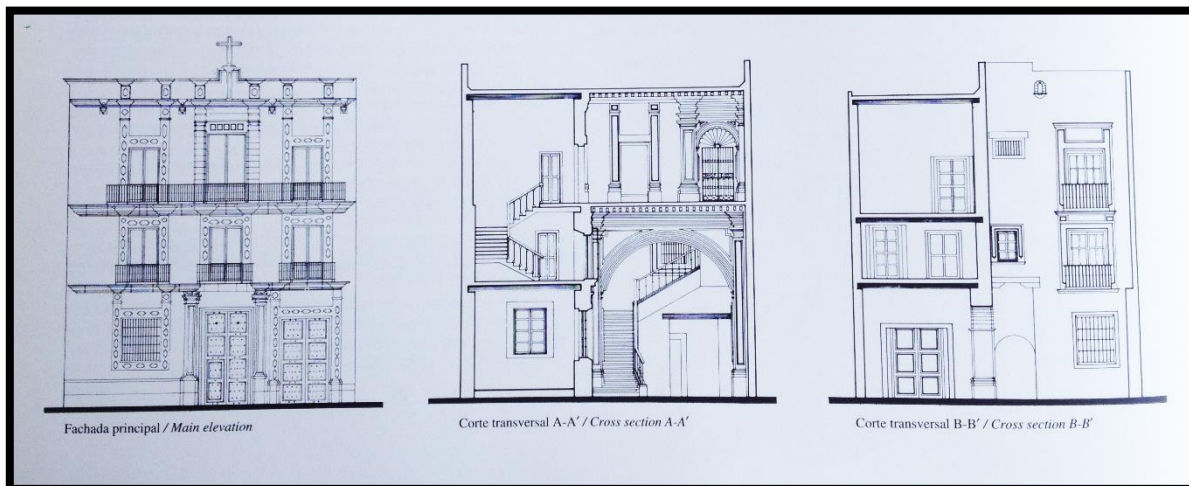 Fachada principal / Main elevation
Corte transversal A-A′ / Cross section A-A′
Corte transversal B-B′ / Cross section B-B′